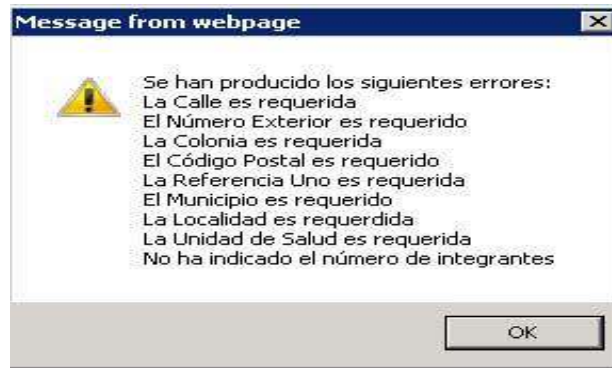 Message from webpage
Se han producido los siguientes errores:
La Calle es requerida
El Número Exterior es requerido
La Colonia es requerida
El Código Postal es requerido
La Referencia Uno es requerida
El Municipio es requerido
La Localidad es requerdida
La Unidad de Salud es requerida
No ha indicado el número de integrantes
OK